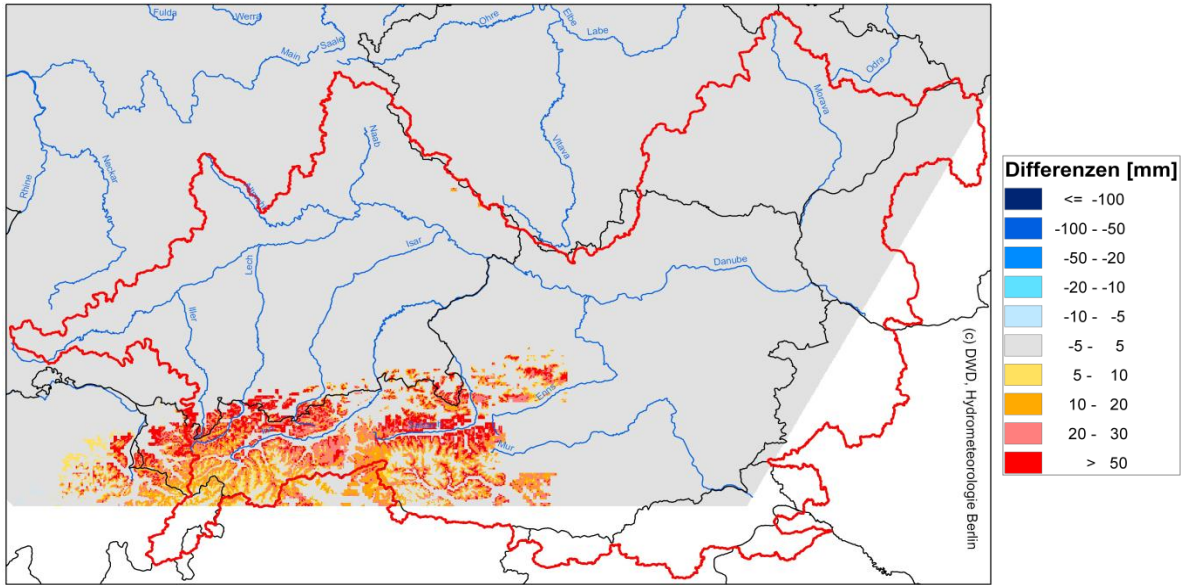 Fulda
Werra
Ohre
Elbe
Labe
Main
Saale
Odra
Morava
Naab
Vltava
Neckar
Rhine
Isar
Lech
Danube
Iller
Enns
Mur
(c) DWD, Hydrometeorologie Berlin
Differenzen [mm]
<= -100
-100 - -50
-50 - -20
-20 - -10
-10 - -5
-5 - 5
5 - 10
10 - 20
20 - 30
> 50